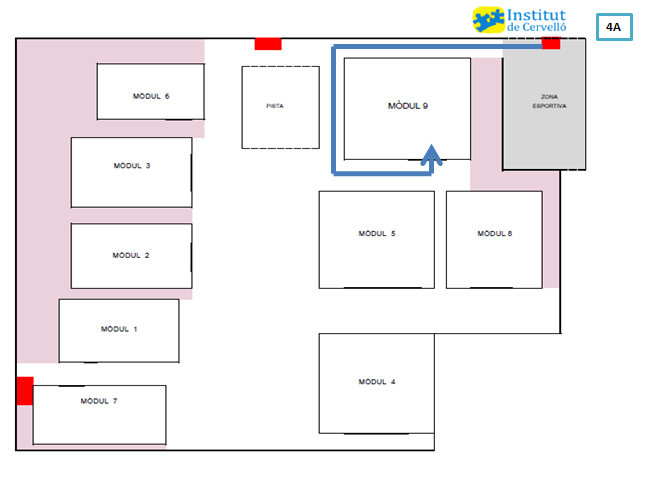 Institut
de Cervelló
4A
MÒDUL 6
PISTA
MÒDUL 9
ZONA
ESPORTIVA
MÒDUL 3
MÒDUL 5
MÒDUL 8
MÒDUL 2
MÒDUL 1
MÒDUL 4
MÒDUL 7